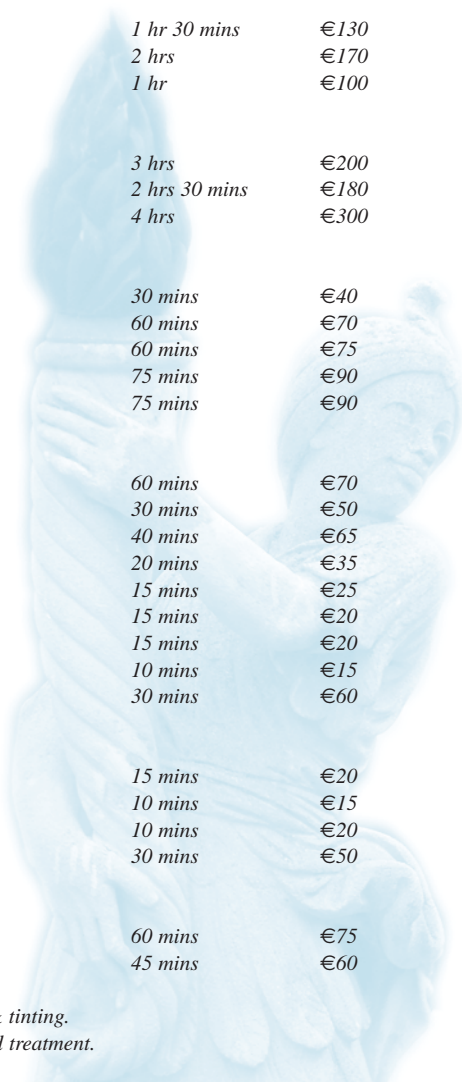 1 hr 30 mins €130
2 hrs €170
1 hr €100
3 hrs €200
2 hrs 30 mins €180
4 hrs €300
30 mins €40
60 mins €70
60 mins €75
75 mins €90
75 mins €90
60 mins €70
30 mins €50
40 mins €65
20 mins €35
15 mins €25
15 mins €20
15 mins €20
10 mins €15
30 mins €60
15 mins €20
10 mins €15
10 mins €20
30 mins €50
60 mins €75
45 mins €60
tinting.
treatment.